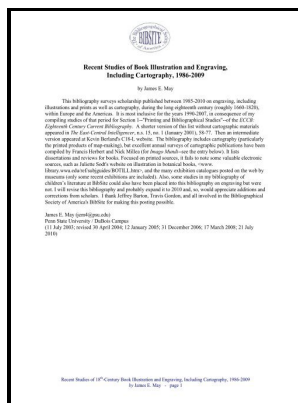 BIBSITE
Recent Studies of Book Illustration and Engraving,
Including Cartography, 1986-2009
by James E. May
This bibliography surveys scholarship published between 1985-2010 on engraving, including
illustrations and prints as well as cartography, during the long eighteenth century (roughly 1660-1820),
within Europe and the Americas. It is most inclusive for the years 1990-2007, in consequence of my
compiling studies of that period for Section 1--"Printing and Bibliographical Studies"--of the ECCB:
Eighteenth Century Current Bibliography. A shorter version of this list without cartographic materials
appeared in The East-Central Intelligencer, n.s. 15, no. 1 (January 2001), 58-77. Then an intermediate
version appeared at Kevin Berland's C18-L website. The bibliography includes cartography (particularly
the printed products of map-making), but excellent annual surveys of cartographic publications have been
compiled by Francis Herbert and Nick Millea (for Imago Mundi--see the entry below). It lists
dissertations and reviews for books. Focused on printed sources, it fails to note some valuable electronic
sources, such as Juliette Sodt's website on illustration in botanical books, <www.
library.wwu.edu/ref/subjguides/BOTILL.htm>, and the many exhibition catalogues posted on the web by
museums (only some recent exhibitions are included). Also, some studies in my bibliography of
children's literature at BibSite could also have been placed into this bibliography on engraving but were
not. I will revise this bibliography and probably expand it to 2010 and, so, would appreciate additions and
corrections from scholars. I thank Jeffrey Barton, Travis Gordon, and all involved in the Bibliographical
Society of America's BibSite for making this posting possible.
James E. May (jem4@psu.edu)
Penn State University / DuBois Campus
(11 July 2003; revised 30 April 2004; 12 January 2005; 31 December 2006; 17 March 2008; 21 July
2010)
Recent Studies of 18th-Century Book Illustration and Engraving, Including Cartography, 1986-2009
by James E. May - page 1